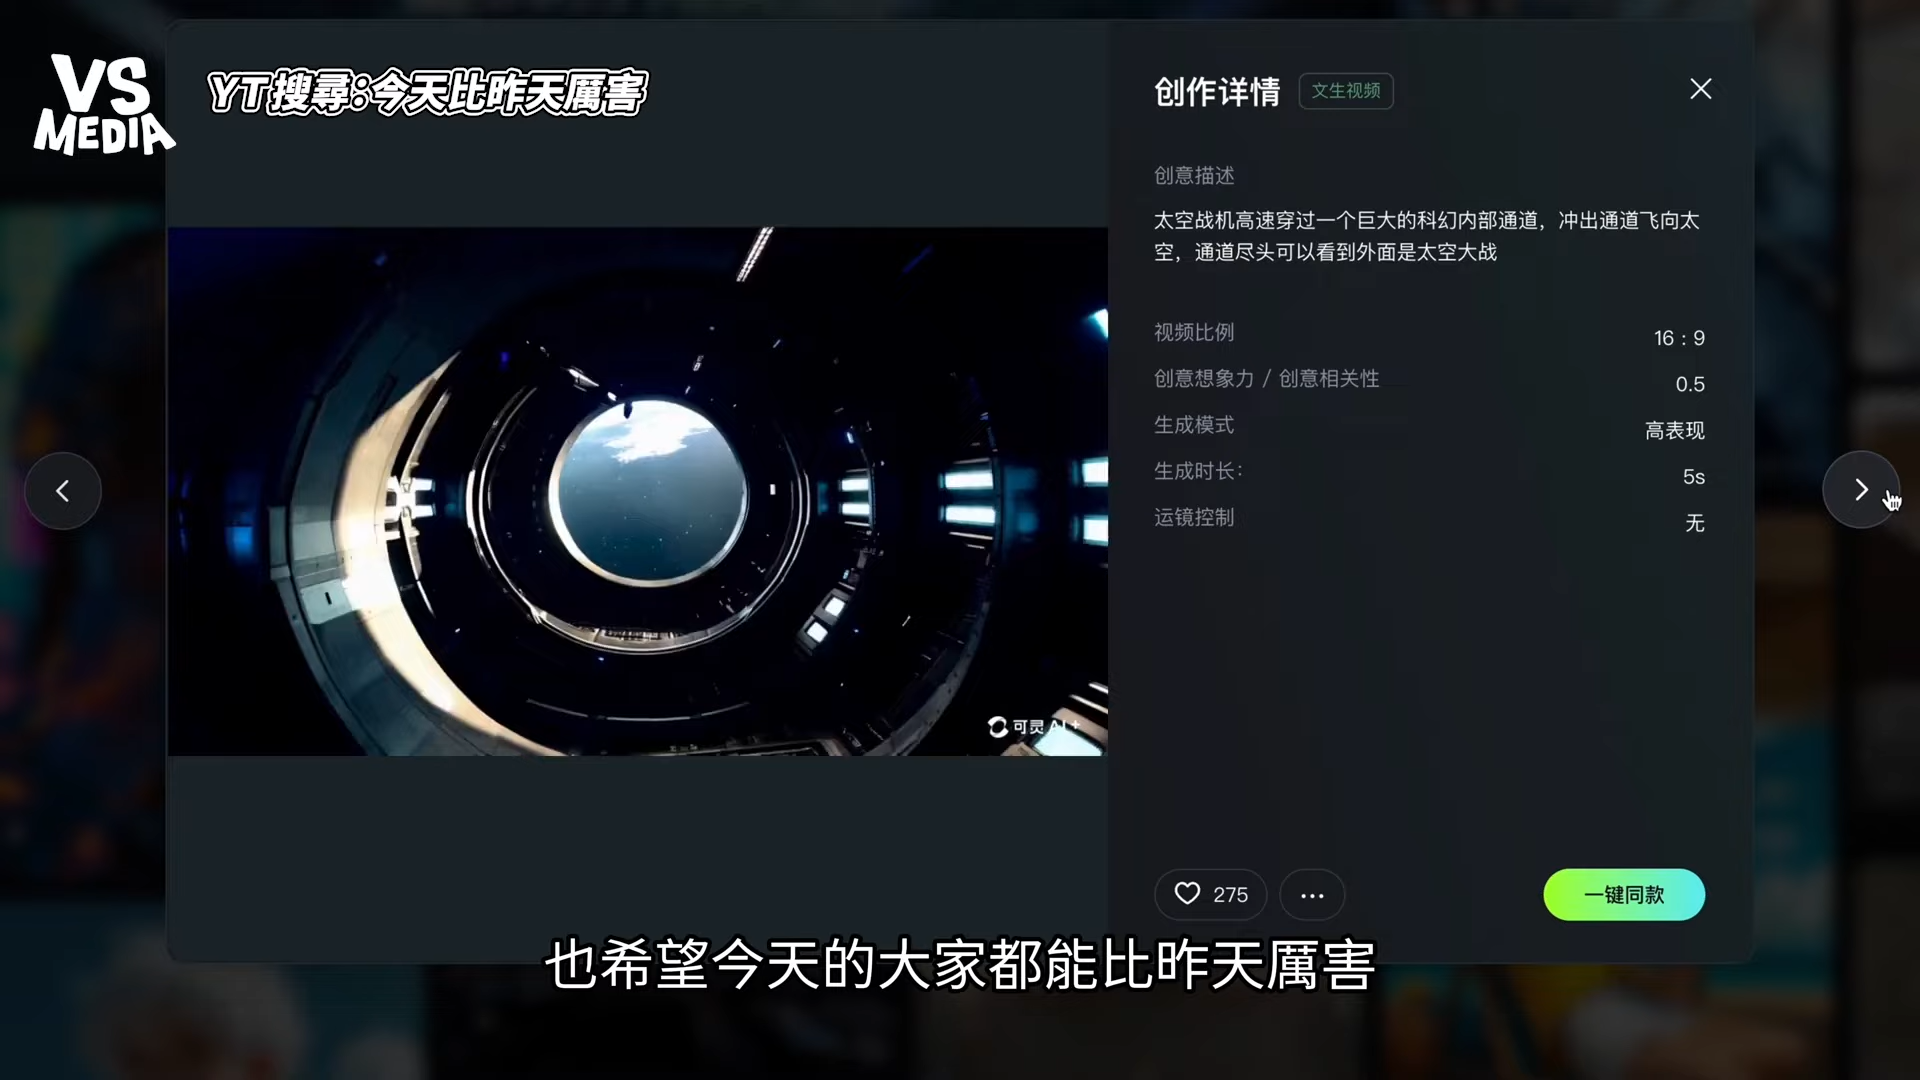 VS
MEDIA
YT搜尋:今天比昨天厲害
创作详情
文生视频
创意描述
太空战机高速穿过一个巨大的科幻内部通道，冲出通道飞向太
空，通道尽头可以看到外面是太空大战
视频比例
16 : 9
创意想象力 / 创意相关性
0.5
生成模式
高表现
生成时长：
5s
运镜控制
无
可灵 AI
275
一键同款
也希望今天的大家都能比昨天厲害